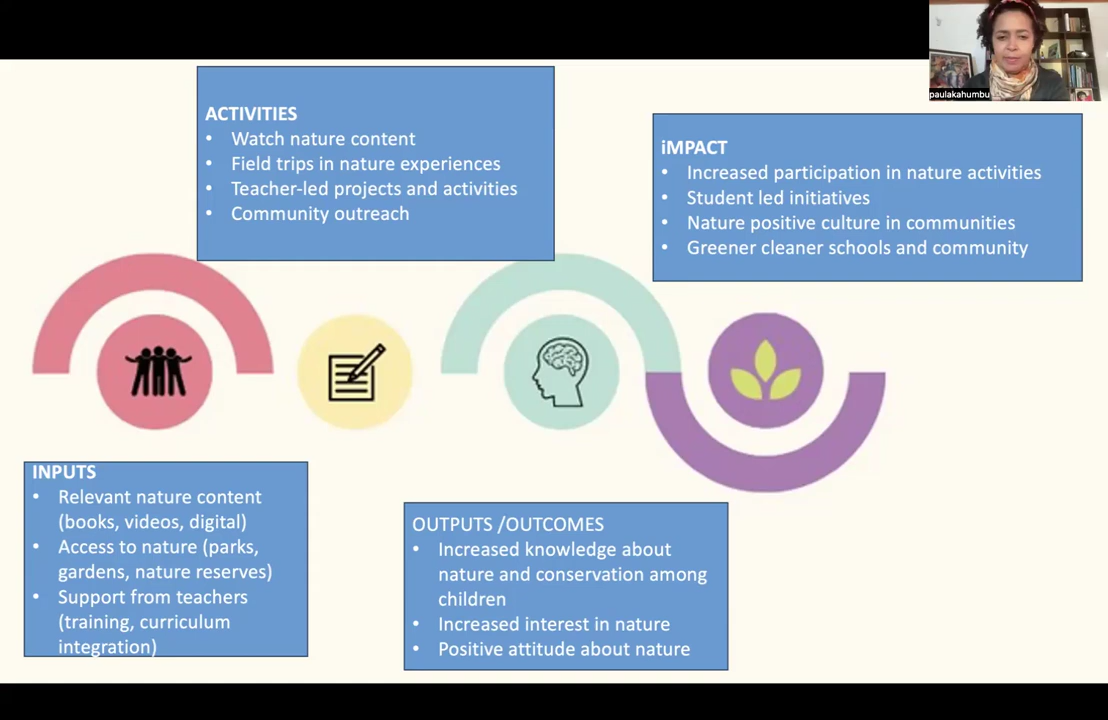 paulakahumbu
ACTIVITIES
• Watch nature content
• Field trips in nature experiences
• Teacher-led projects and activities
• Community outreach
iMPACT
• Increased participation in nature activities
• Student led initiatives
• Nature positive culture in communities
• Greener cleaner schools and community
INPUTS
• Relevant nature content
(books, videos, digital)
• Access to nature (parks,
gardens, nature reserves)
• Support from teachers
(training, curriculum
integration)
OUTPUTS /OUTCOMES
• Increased knowledge about
nature and conservation among
children
• Increased interest in nature
• Positive attitude about nature